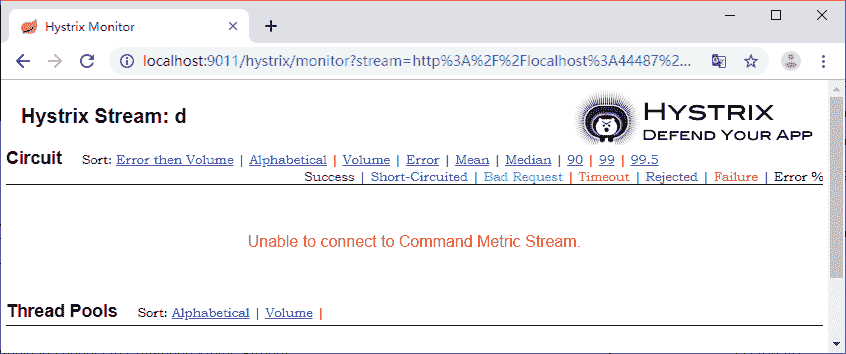 Hystrix Monitor
localhost:9011/hystrix/monitor?stream=http%3A%2F%2Flocalhost%3A44487%2...
Hystrix Stream: d
HYSTRIX
DEFEND YOUR APP
Circuit Sort: Error then Volume | Alphabetical | Volume | Error | Mean | Median | 90 | 99 | 99.5
Success | Short-Circuited | Bad Request | Timeout | Rejected | Failure | Error %
Unable to connect to Command Metric Stream.
Thread Pools Sort: Alphabetical | Volume |